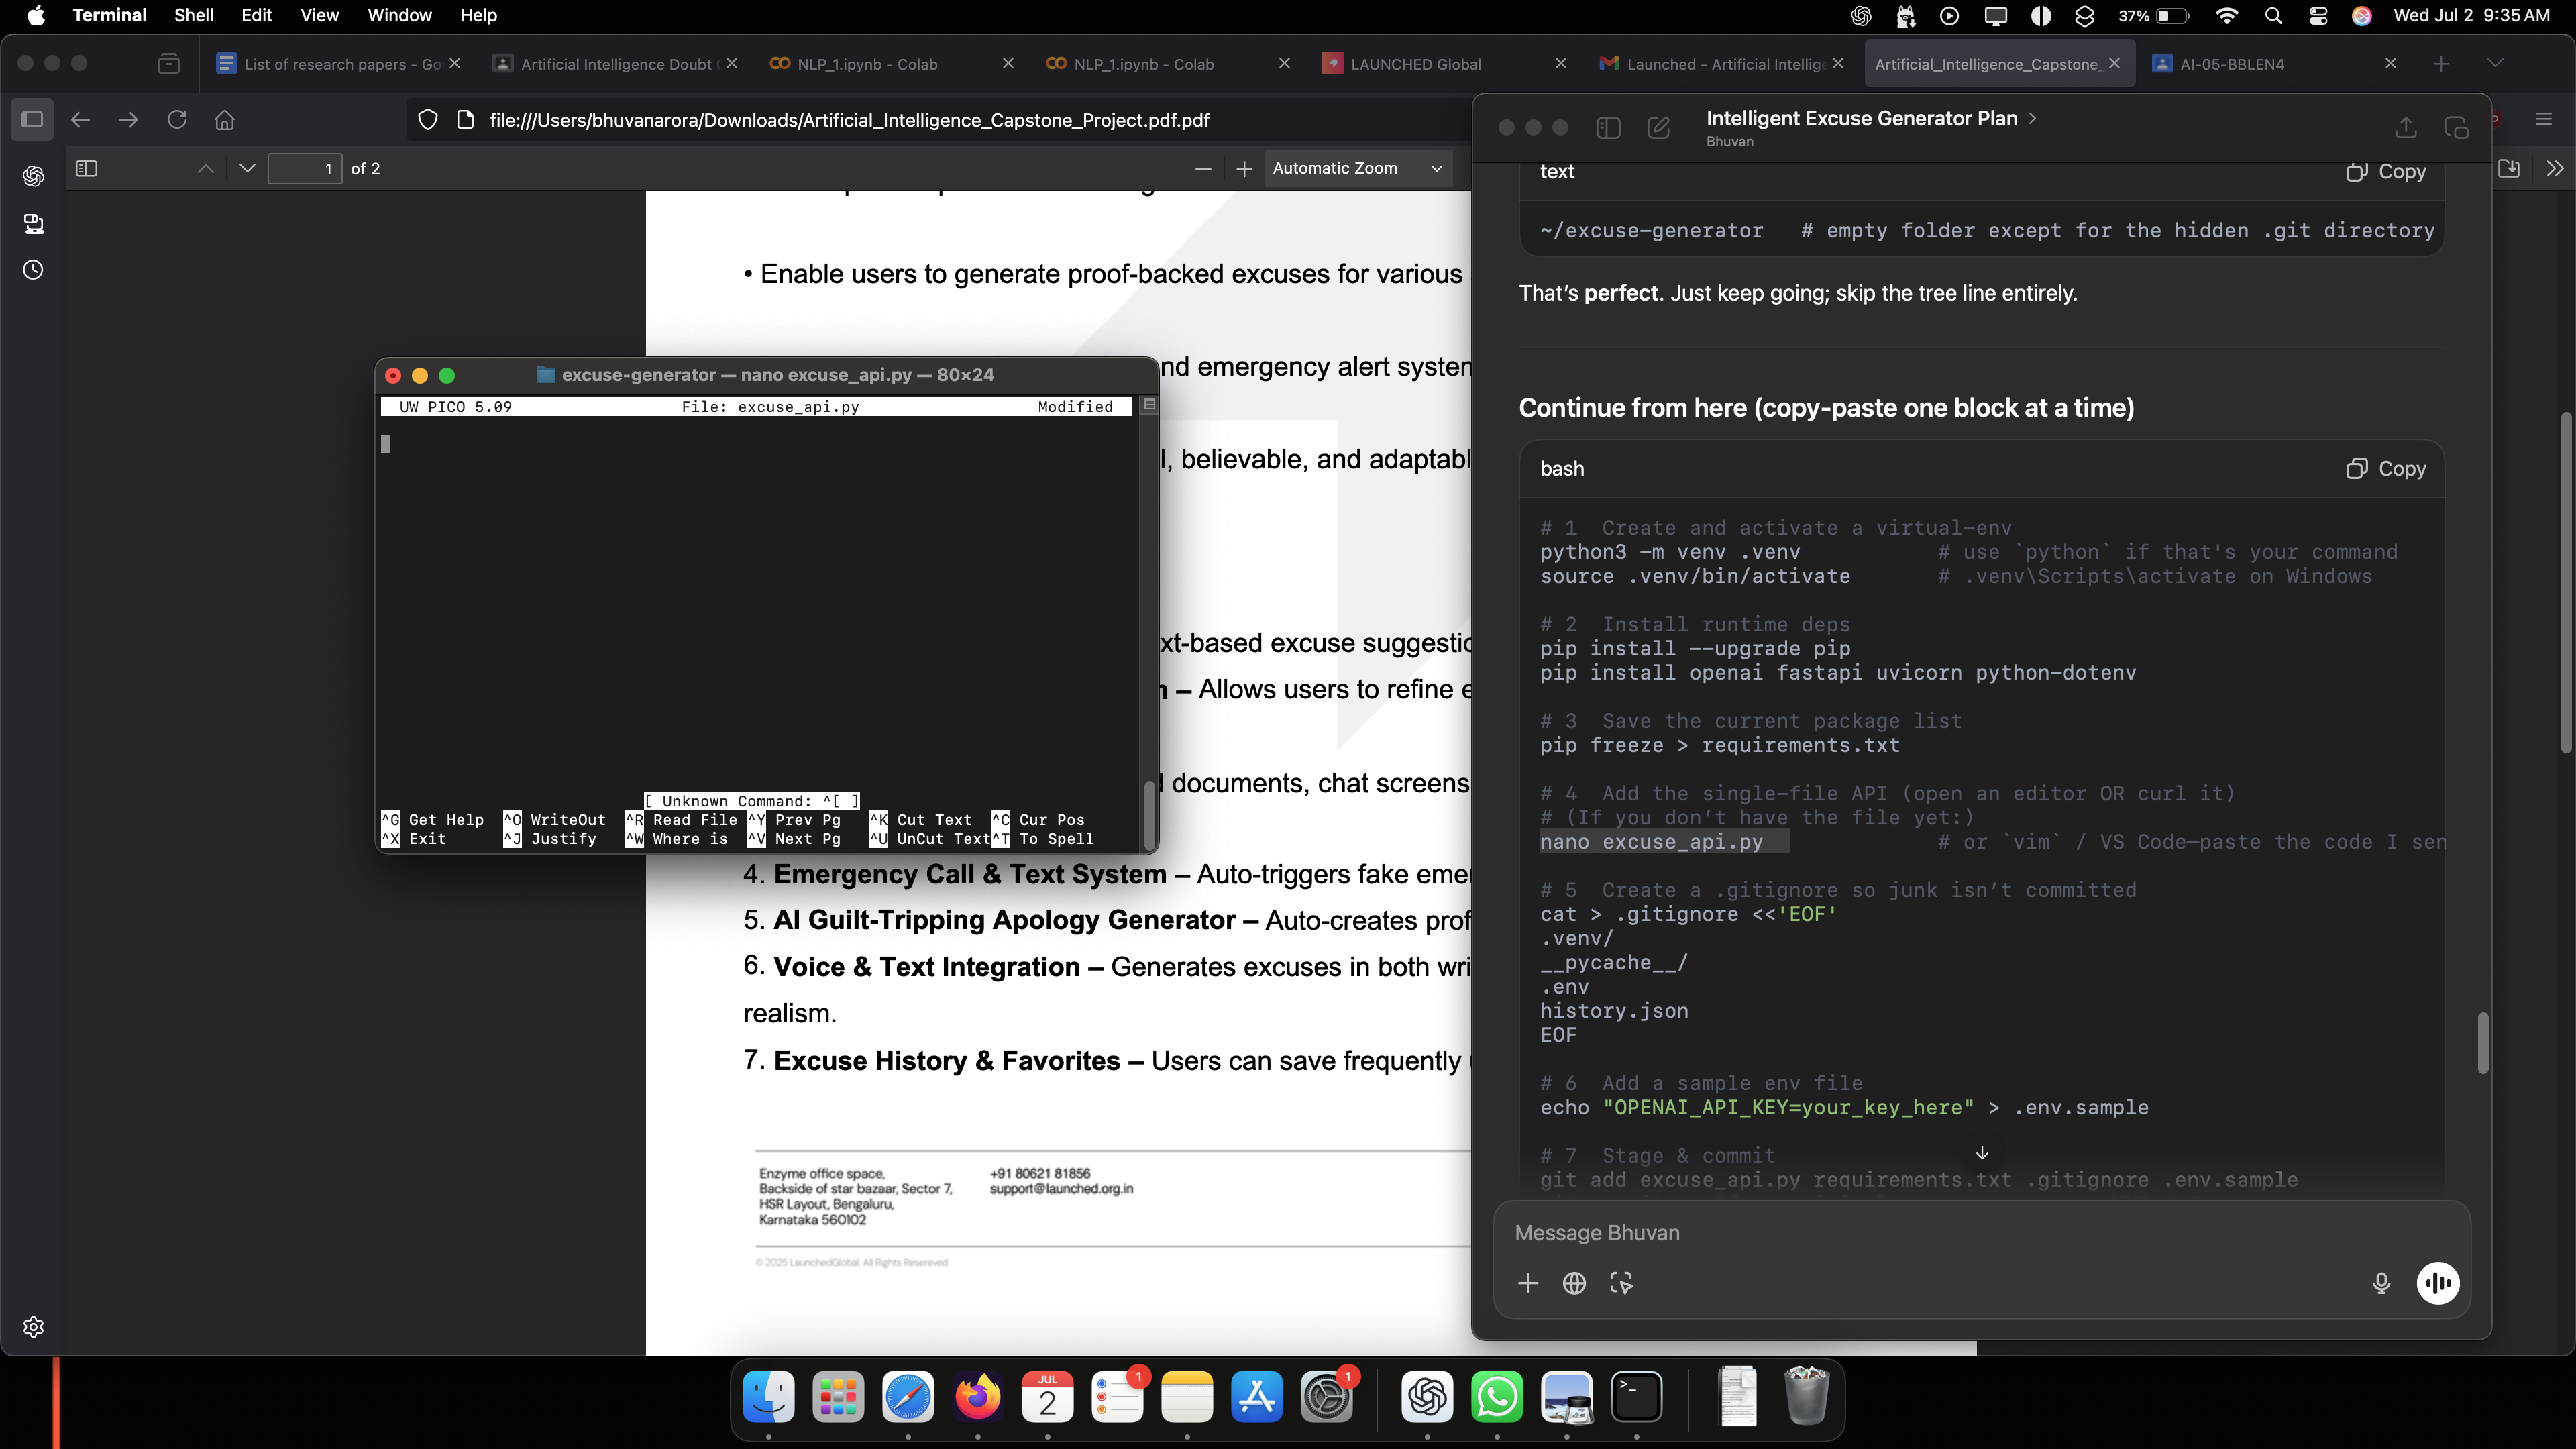 Terminal Shell Edit View Window Help
37% Wed Jul 2 9:35 AM
List of research papers - Go
Artificial Intelligence Doubt
NLP_1.ipynb - Colab
NLP_1.ipynb - Colab
LAUNCHED Global
Launched - Artificial Intellige
Artificial_Intelligence_Capstone_
AI-05-BBLEN4
file:///Users/bhuvanarora/Downloads/Artificial_Intelligence_Capstone_Project.pdf.pdf
1 of 2
Automatic Zoom
• Enable users to generate proof-backed excuses for various
nd emergency alert system
l, believable, and adaptabl
xt-based excuse suggestio
n – Allows users to refine e
d documents, chat screens
4. Emergency Call & Text System – Auto-triggers fake emer
5. AI Guilt-Tripping Apology Generator – Auto-creates prof
6. Voice & Text Integration – Generates excuses in both wri
realism.
7. Excuse History & Favorites – Users can save frequently
Enzyme office space,
Backside of star bazaar, Sector 7,
HSR Layout, Bengaluru,
Karnataka 560102
+91 80621 81856
support@launched.org.in
© 2025 LaunchedGlobal. All Rights Resereved.
excuse-generator — nano excuse_api.py — 80×24
UW PICO 5.09 File: excuse_api.py Modified
[ Unknown Command: ^[ ]
^G Get Help ^O WriteOut ^R Read File ^Y Prev Pg ^K Cut Text ^C Cur Pos
^X Exit ^J Justify ^W Where is ^V Next Pg ^U UnCut Text ^T To Spell
Intelligent Excuse Generator Plan >
Bhuvan
text
Copy
~/excuse-generator # empty folder except for the hidden .git directory
That’s perfect. Just keep going; skip the tree line entirely.
Continue from here (copy-paste one block at a time)
bash
Copy
# 1 Create and activate a virtual-env
python3 -m venv .venv # use `python` if that's your command
source .venv/bin/activate # .venv\Scripts\activate on Windows
# 2 Install runtime deps
pip install --upgrade pip
pip install openai fastapi uvicorn python-dotenv
# 3 Save the current package list
pip freeze > requirements.txt
# 4 Add the single-file API (open an editor OR curl it)
# (If you don’t have the file yet:)
nano excuse_api.py # or `vim` / VS Code—paste the code I sen
# 5 Create a .gitignore so junk isn’t committed
cat > .gitignore <<'EOF'
.venv/
__pycache__/
.env
history.json
EOF
# 6 Add a sample env file
echo "OPENAI_API_KEY=your_key_here" > .env.sample
# 7 Stage & commit
git add excuse_api.py requirements.txt .gitignore .env.sample
Message Bhuvan
JUL
2
1
1